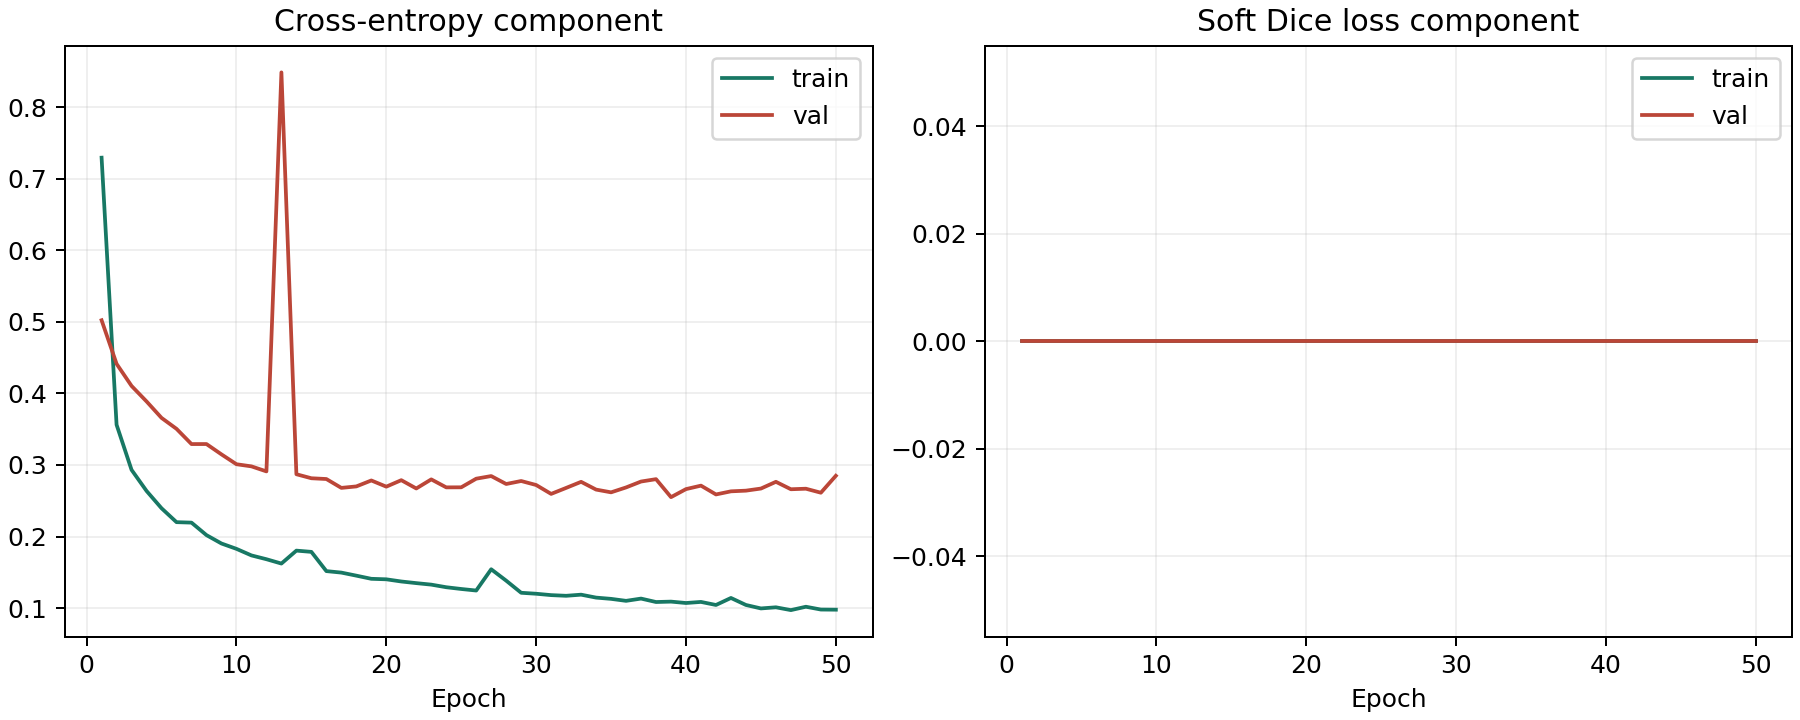 Cross-entropy component
train
val
0.8
0.7
0.6
0.5
0.4
0.3
0.2
0.1
0 10 20 30 40 50
Epoch
Soft Dice loss component
train
val
0.04
0.02
0.00
−0.02
−0.04
0 10 20 30 40 50
Epoch